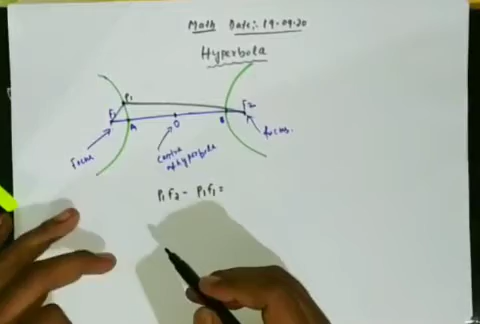 Math Date:- 19-09-20
Hyperbola
P1
F1
F2
A
O
B
Focus
Centre
of hyperbola
focus.
P1F2 - P1F1 =